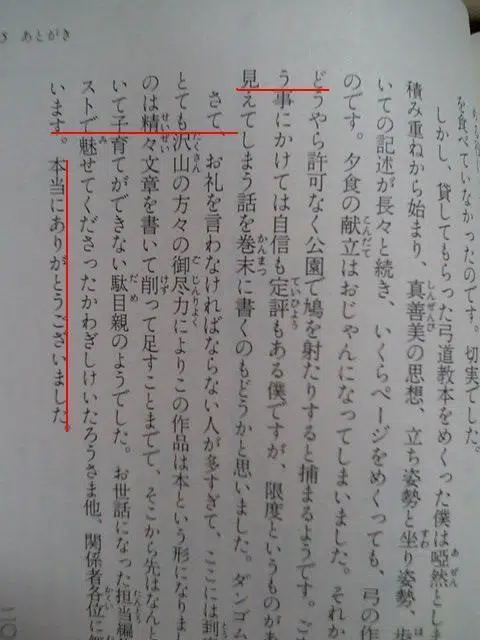 5 あとがき
を食べていなかったのです。切実でし
しかし、貸してもらった弓道教本をめくった僕は啞然とし
積み重ねから始まり、真善美の思想、立ち姿勢と坐り姿勢、歩
いての記述が長々と続き、いくらページをめくっても、弓の作
のです。夕食の献立はおじゃんになってしまいました。それか
どうやら許可なく公園で鳩を射たりすると捕まるようです。こ
う事にかけては自信も定評もある僕ですが、限度というものがあ
見えてしまう話を巻末に書くのもどうかと思いました。ダンゴム
さて、お礼を言わなければならない人が多すぎて、ここには到
とても沢山の方々の御尽力によりこの作品は本という形になりまし
のは精々文章を書いて削って足すことまでで、そこから先はなんと
いて子育てができない駄目親のようでした。お世話になった担当編
ストで魅せてくださったかわぎしけいたろうさま他、関係者各位に
います。本当にありがとうございました。
二〇